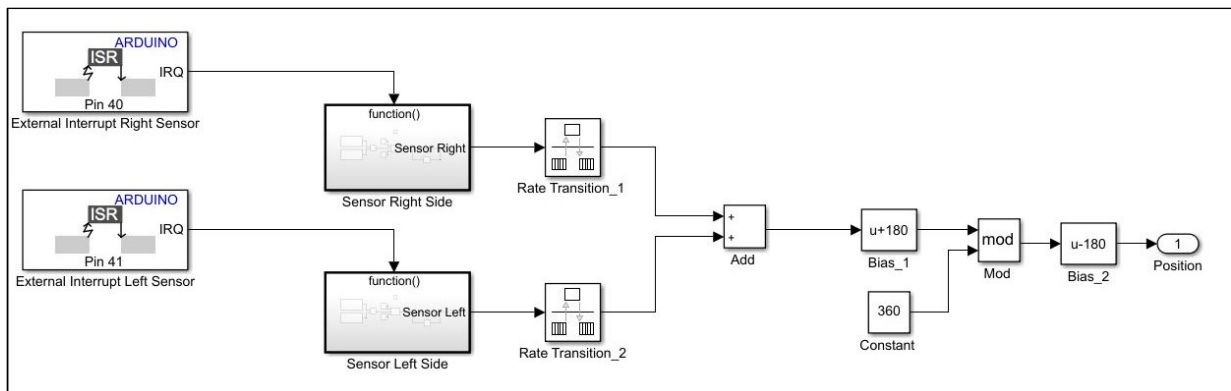 ARDUINO
ISR
IRQ
Pin 40
External Interrupt Right Sensor
function()
Sensor Right
Sensor Right Side
Rate Transition_1
ARDUINO
ISR
IRQ
Pin 41
External Interrupt Left Sensor
function()
Sensor Left
Sensor Left Side
Rate Transition_2
+
+
Add
u+180
Bias_1
360
Constant
mod
Mod
u-180
Bias_2
1
Position